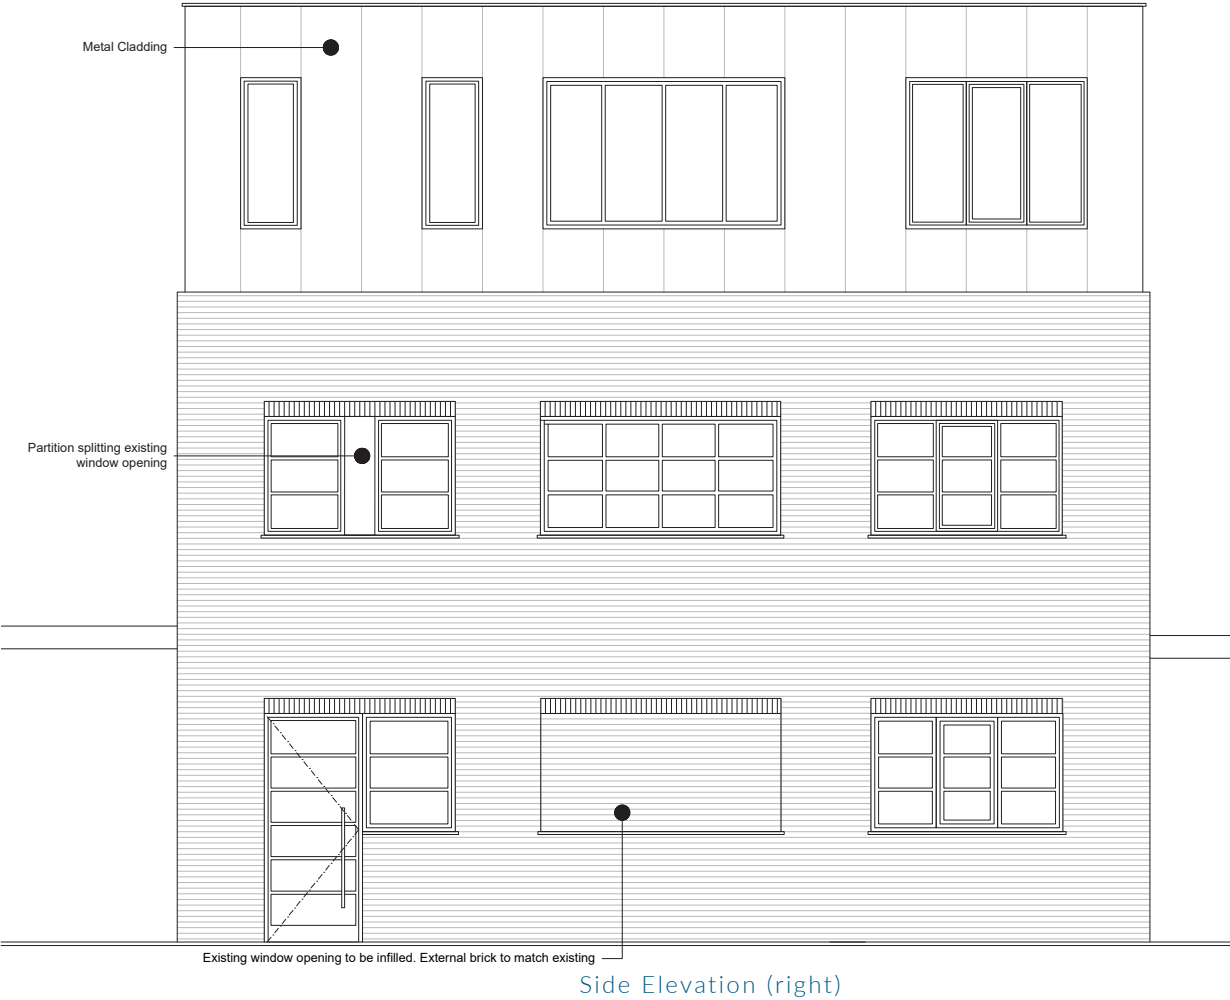 Metal Cladding
Partition splitting existing
window opening
Existing window opening to be infilled. External brick to match existing
Side Elevation (right)